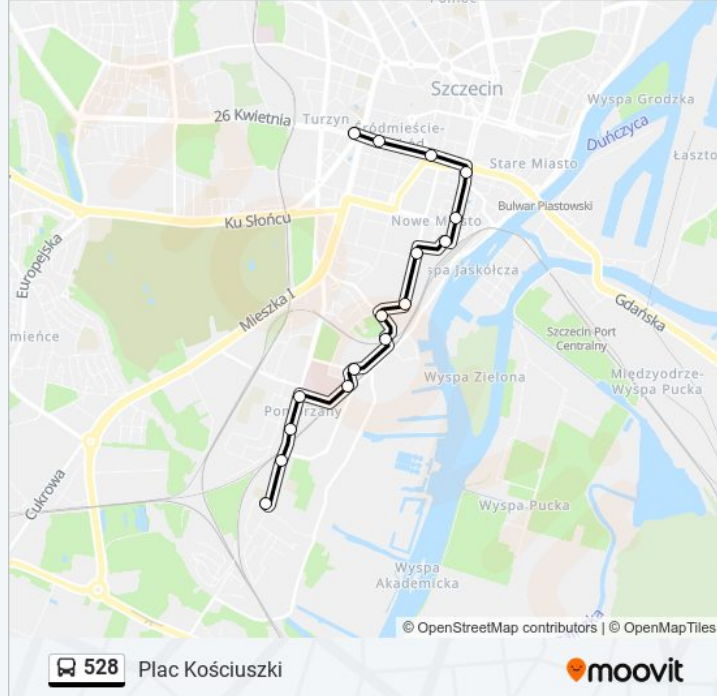 Szczecin
Wyspa Grodzka
26 Kwietnia
Turzyn
Śródmieście-
Duńczyca
Stare Miasto
Łaszto
Bulwar Piastowski
Ku Słońcu
Nowe Miasto
Europejska
spa Jaskółcza
Gdańska
Mieszka I
mieńce
Szczecin Port
Centralny
Międzyodrze-
Wyspa Pucka
Wyspa Zielona
Pomorzany
Cukrowa
Wyspa Pucka
Wyspa
Akademicka
© OpenStreetMap contributors | © OpenMapTiles
528 Plac Kościuszki
moovit